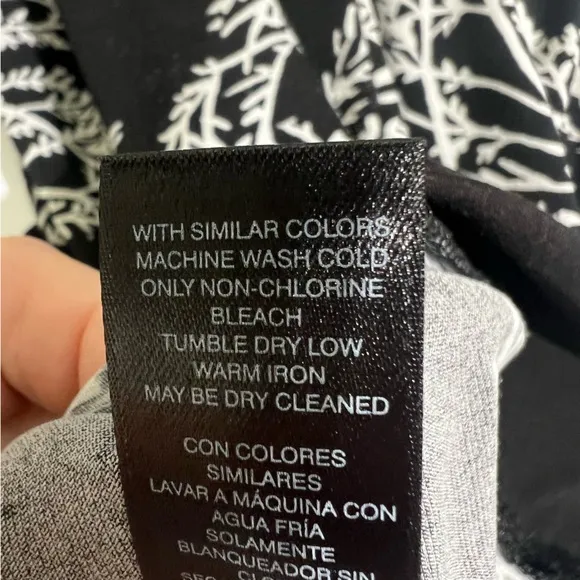 WITH SIMILAR COLORS
MACHINE WASH COLD
ONLY NON-CHLORINE
BLEACH
TUMBLE DRY LOW
WARM IRON
MAY BE DRY CLEANED
CON COLORES
SIMILARES
LAVAR A MÁQUINA CON
AGUA FRÍA
SOLAMENTE
BLANQUEADOR SIN